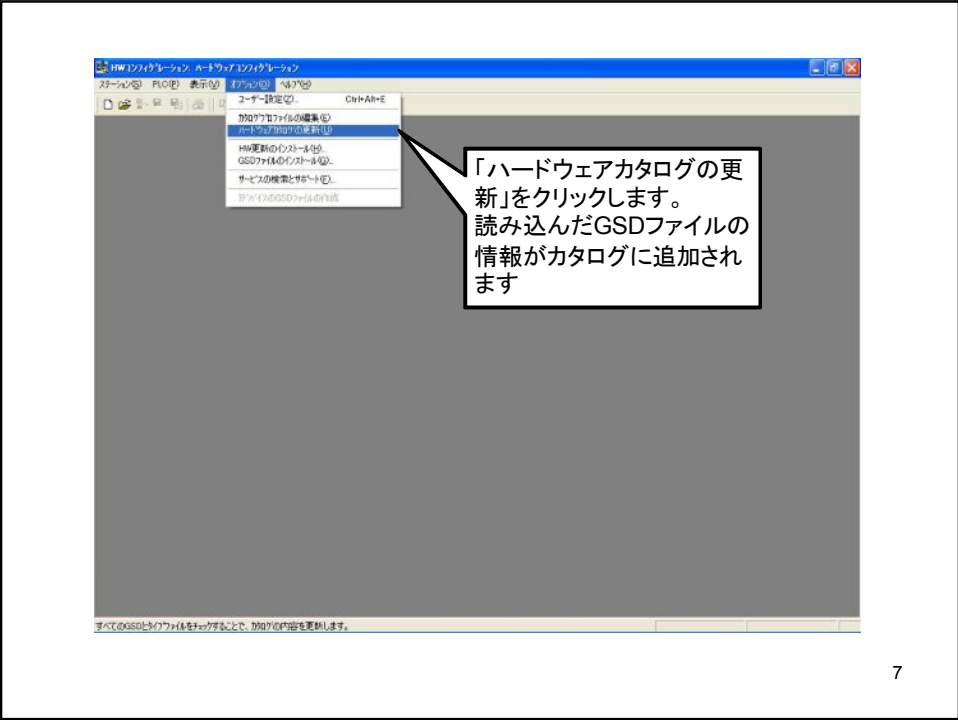 HWｺﾝﾌｨｸﾞﾚｰｼｮﾝ: ﾊｰﾄﾞｳｪｱｺﾝﾌｨｸﾞﾚｰｼｮﾝ
ｽﾃｰｼｮﾝ(S) PLC(P) 表示(V) ｵﾌﾟｼｮﾝ(O) ﾍﾙﾌﾟ(H)
ﾕｰｻﾞｰ設定(Z)... Ctrl+Alt+E
ｶﾀﾛｸﾞﾌﾟﾛﾌｧｲﾙの編集(E)
ﾊｰﾄﾞｳｪｱｶﾀﾛｸﾞの更新(U)
HW更新のｲﾝｽﾄｰﾙ(H)...
GSDﾌｧｲﾙのｲﾝｽﾄｰﾙ(G)...
ｻｰﾋﾞｽの検索とｻﾎﾟｰﾄ(F)...
「ハードウェアカタログの更
新」をクリックします。
読み込んだGSDファイルの
情報がカタログに追加され
ます
すべてのGSDとﾀｲﾌﾟﾌｧｲﾙをﾁｪｯｸすることで、ｶﾀﾛｸﾞの内容を更新します。
7